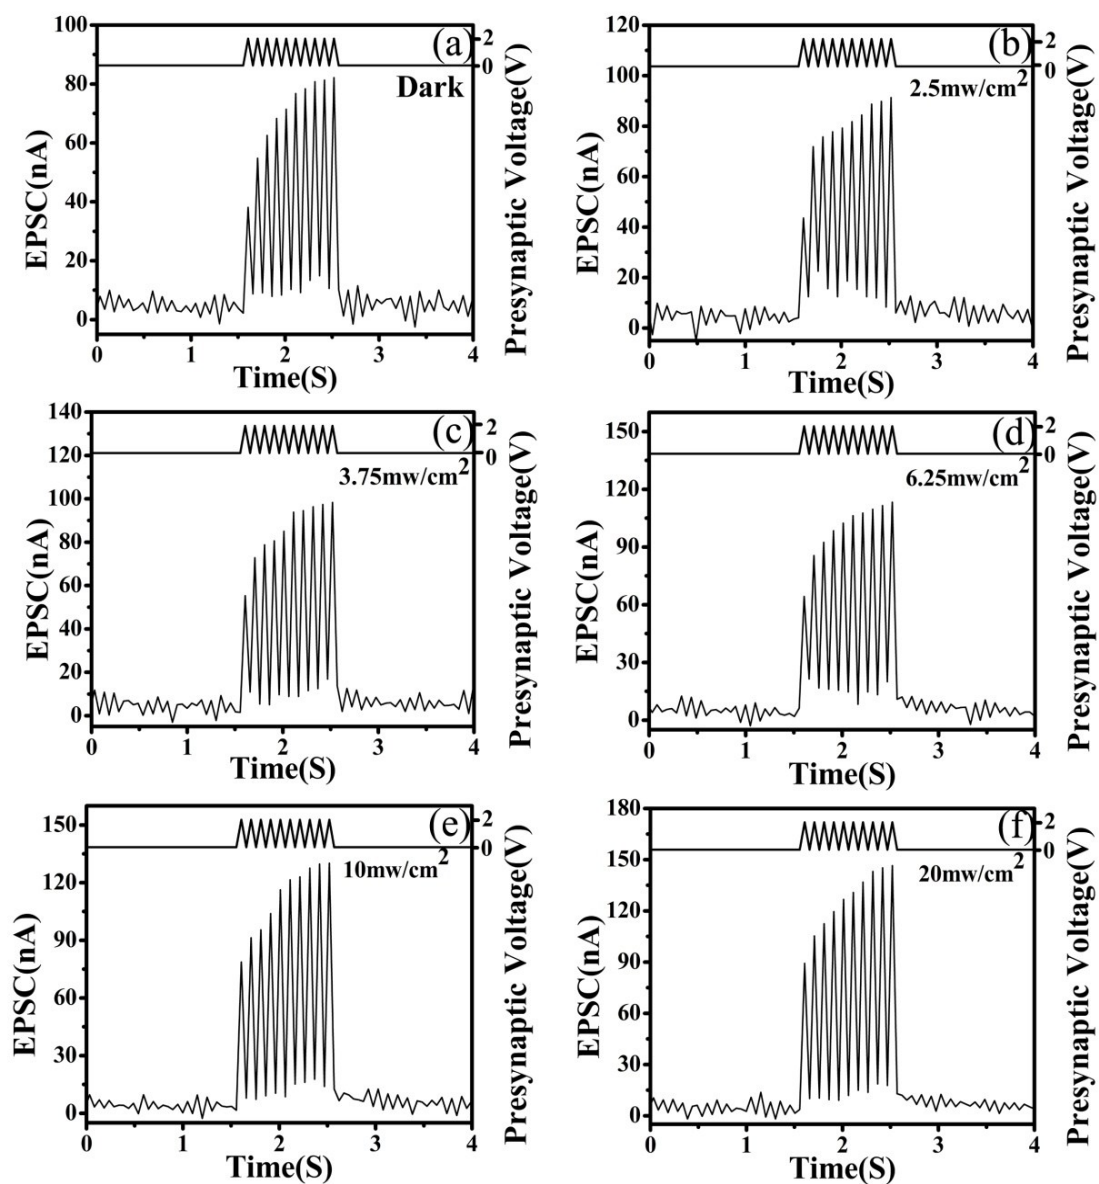 100
80
60
40
20
0
EPSC(nA)
(a)
Dark
2
0
Presynaptic Voltage(V)
0 1 2 3 4
Time(S)
120
100
80
60
40
20
0
EPSC(nA)
(b)
2.5mw/cm2
2
0
Presynaptic Voltage(V)
0 1 2 3 4
Time(S)
140
120
100
80
60
40
20
0
EPSC(nA)
(c)
3.75mw/cm2
2
0
Presynaptic Voltage(V)
0 1 2 3 4
Time(S)
150
120
90
60
30
0
EPSC(nA)
(d)
6.25mw/cm2
2
0
Presynaptic Voltage(V)
0 1 2 3 4
Time(S)
150
120
90
60
30
0
EPSC(nA)
(e)
10mw/cm2
2
0
Presynaptic Voltage(V)
0 1 2 3 4
Time(S)
180
150
120
90
60
30
0
EPSC(nA)
(f)
20mw/cm2
2
0
Presynaptic Voltage(V)
0 1 2 3 4
Time(S)